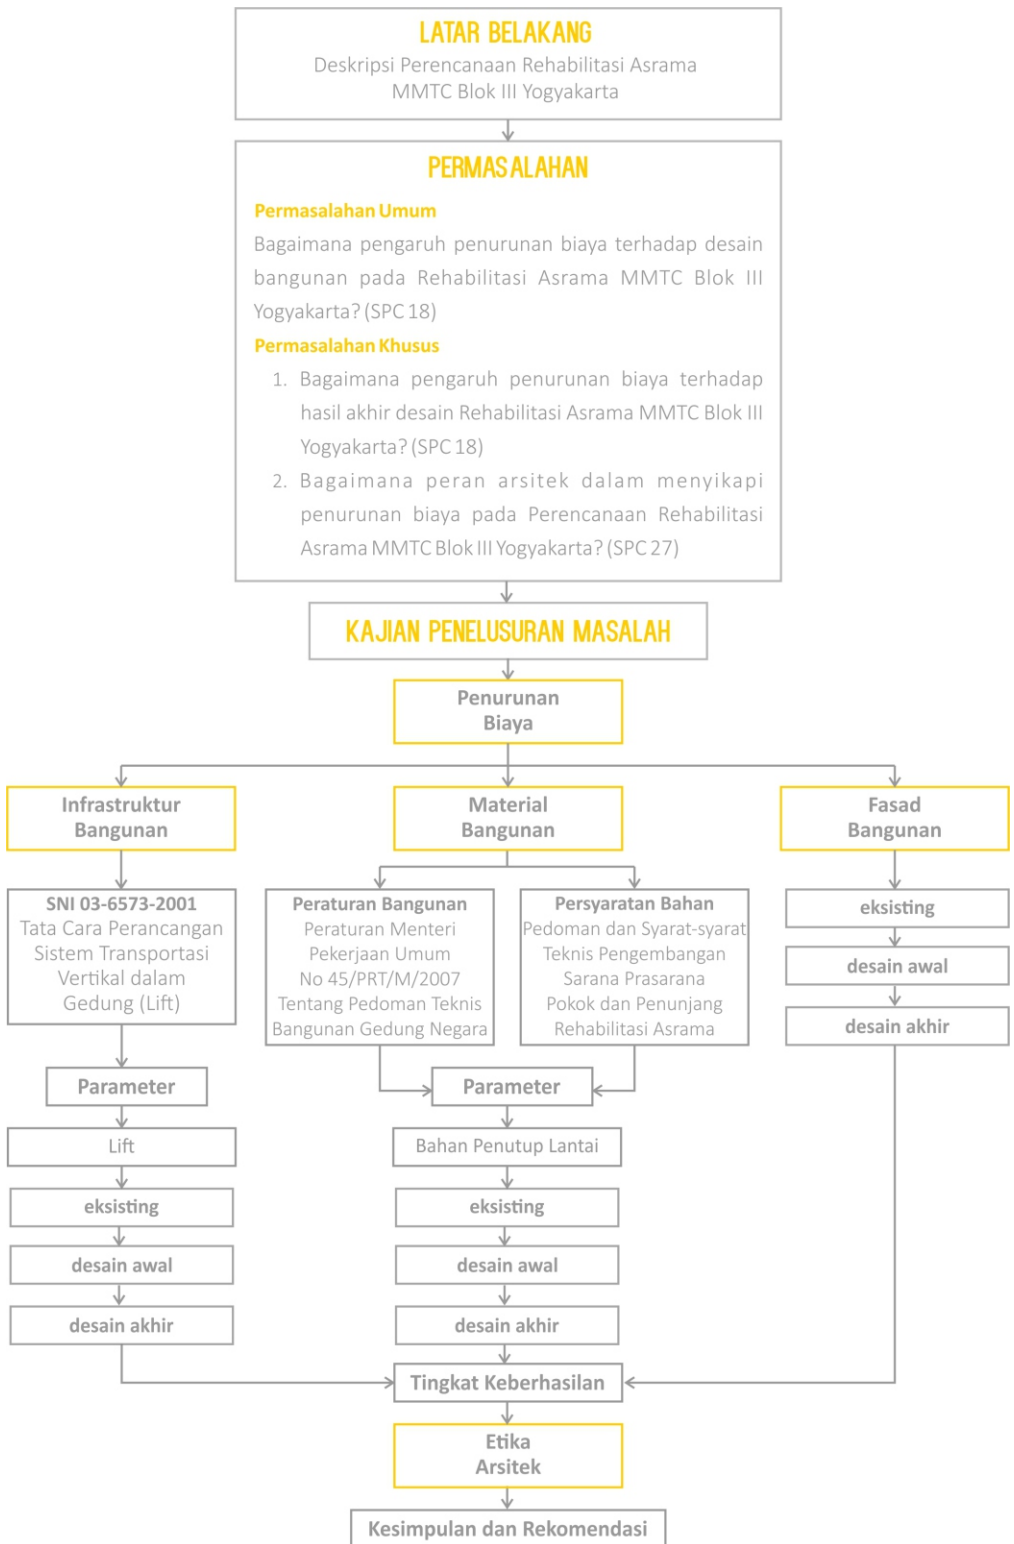 LATAR BELAKANG
Deskripsi Perencanaan Rehabilitasi Asrama
MMTC Blok III Yogyakarta
PERMASALAHAN
Permasalahan Umum
Bagaimana pengaruh penurunan biaya terhadap desain
bangunan pada Rehabilitasi Asrama MMTC Blok III
Yogyakarta? (SPC 18)
Permasalahan Khusus
1. Bagaimana pengaruh penurunan biaya terhadap
hasil akhir desain Rehabilitasi Asrama MMTC Blok III
Yogyakarta? (SPC 18)
2. Bagaimana peran arsitek dalam menyikapi
penurunan biaya pada Perencanaan Rehabilitasi
Asrama MMTC Blok III Yogyakarta? (SPC 27)
KAJIAN PENELUSURAN MASALAH
Penurunan
Biaya
Infrastruktur
Bangunan
Material
Bangunan
Fasad
Bangunan
SNI 03-6573-2001
Tata Cara Perancangan
Sistem Transportasi
Vertikal dalam
Gedung (Lift)
Peraturan Bangunan
Peraturan Menteri
Pekerjaan Umum
No 45/PRT/M/2007
Tentang Pedoman Teknis
Bangunan Gedung Negara
Persyaratan Bahan
Pedoman dan Syarat-syarat
Teknis Pengembangan
Sarana Prasarana
Pokok dan Penunjang
Rehabilitasi Asrama
eksisting
desain awal
desain akhir
Parameter
Lift
eksisting
desain awal
desain akhir
Parameter
Bahan Penutup Lantai
eksisting
desain awal
desain akhir
Tingkat Keberhasilan
Etika
Arsitek
Kesimpulan dan Rekomendasi